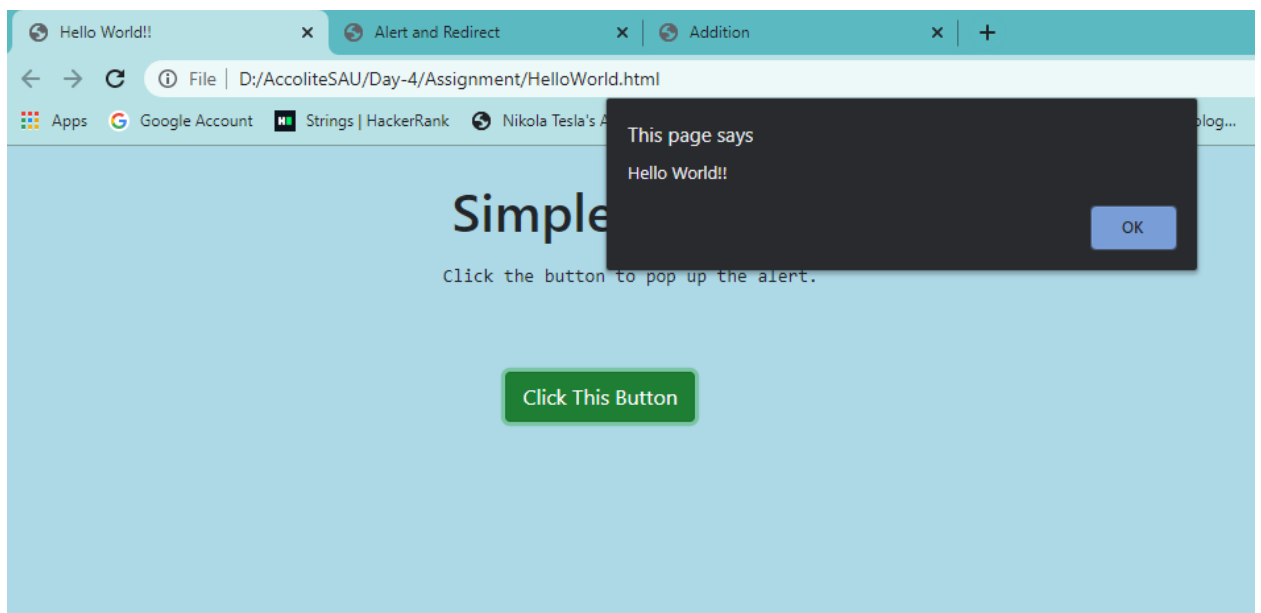 Hello World!! Alert and Redirect Addition
File D:/AccoliteSAU/Day-4/Assignment/HelloWorld.html
Apps Google Account Strings | HackerRank Nikola Tesla's
This page says
Hello World!!
OK
Simple
Click the button to pop up the alert.
Click This Button